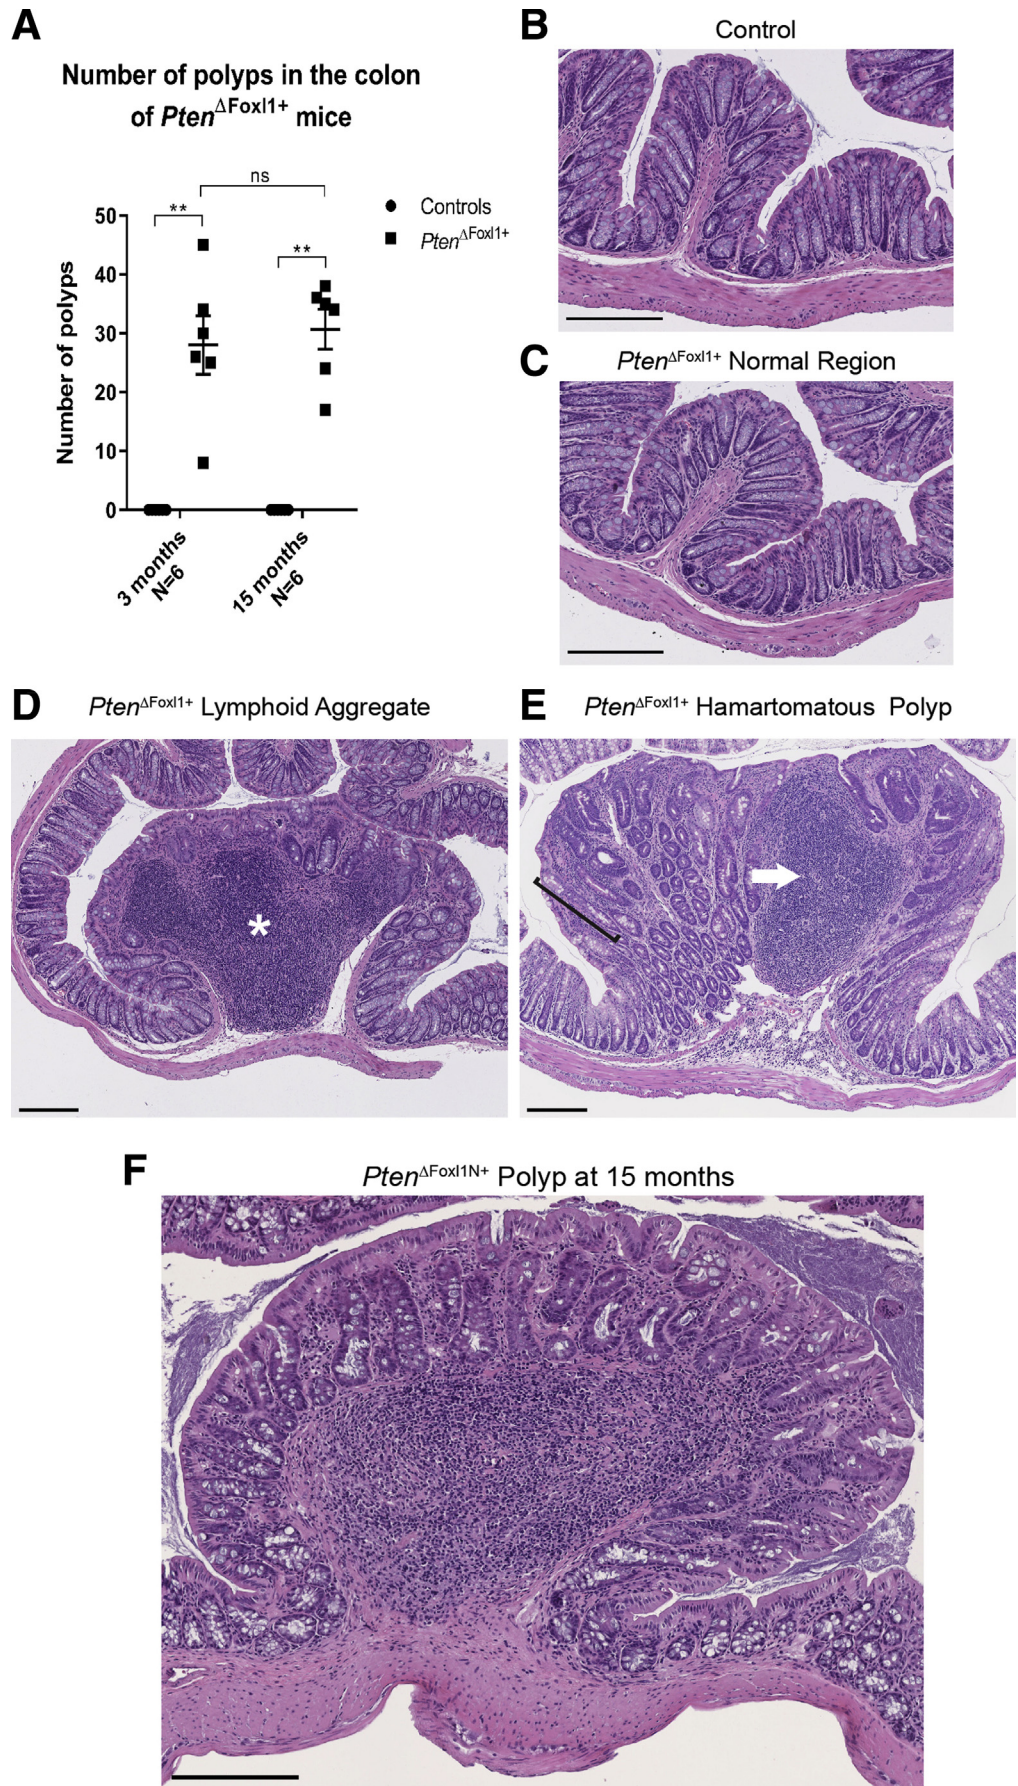 A
Number of polyps in the colon
of Pten^ΔFoxl1+ mice
ns
**
**
Controls
Pten^ΔFoxl1+
Number of polyps
50
40
30
20
10
0
3 months
N=6
15 months
N=6
B
Control
C
Pten^ΔFoxl1+ Normal Region
D
Pten^ΔFoxl1+ Lymphoid Aggregate
*
E
Pten^ΔFoxl1+ Hamartomatous Polyp
F
Pten^ΔFoxl1N+ Polyp at 15 months